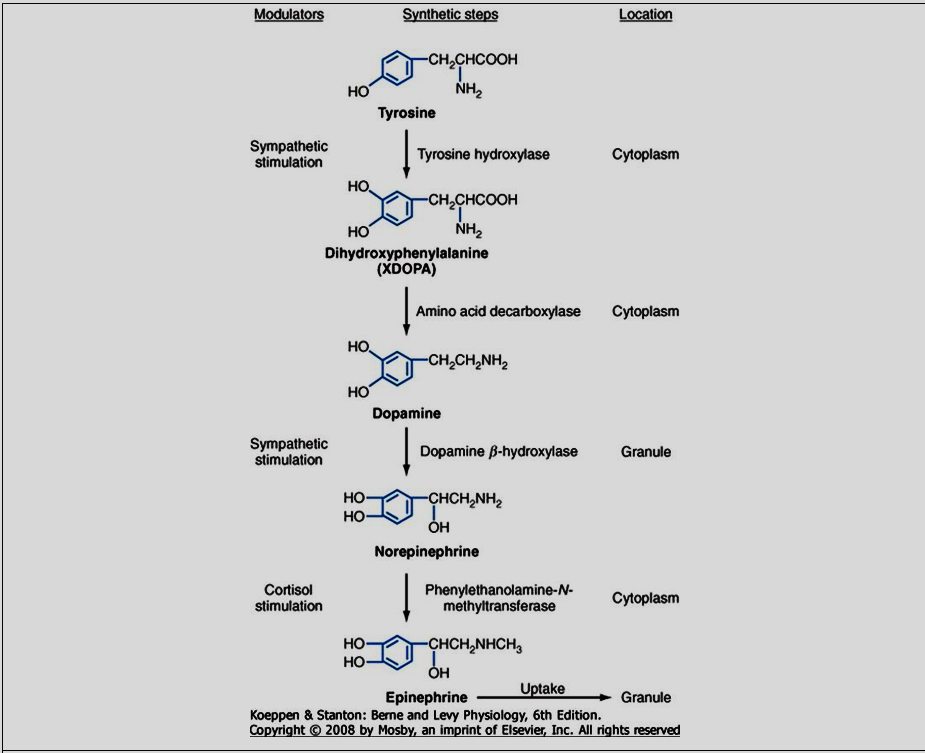 Modulators Synthetic steps Location
CH₂CHCOOH
HO NH₂
Tyrosine
Sympathetic stimulation Tyrosine hydroxylase Cytoplasm
HO CH₂CHCOOH
HO NH₂
Dihydroxyphenylalanine
(XDOPA)
Amino acid decarboxylase Cytoplasm
HO CH₂CH₂NH₂
HO
Dopamine
Sympathetic stimulation Dopamine β-hydroxylase Granule
HO CHCH₂NH₂
HO OH
Norepinephrine
Cortisol Phenylethanolamine-N-
stimulation methyltransferase Cytoplasm
HO CHCH₂NHCH₃
HO OH
Epinephrine Uptake Granule
Koeppen & Stanton: Berne and Levy Physiology, 6th Edition.
Copyright © 2008 by Mosby, an imprint of Elsevier, Inc. All rights reserved